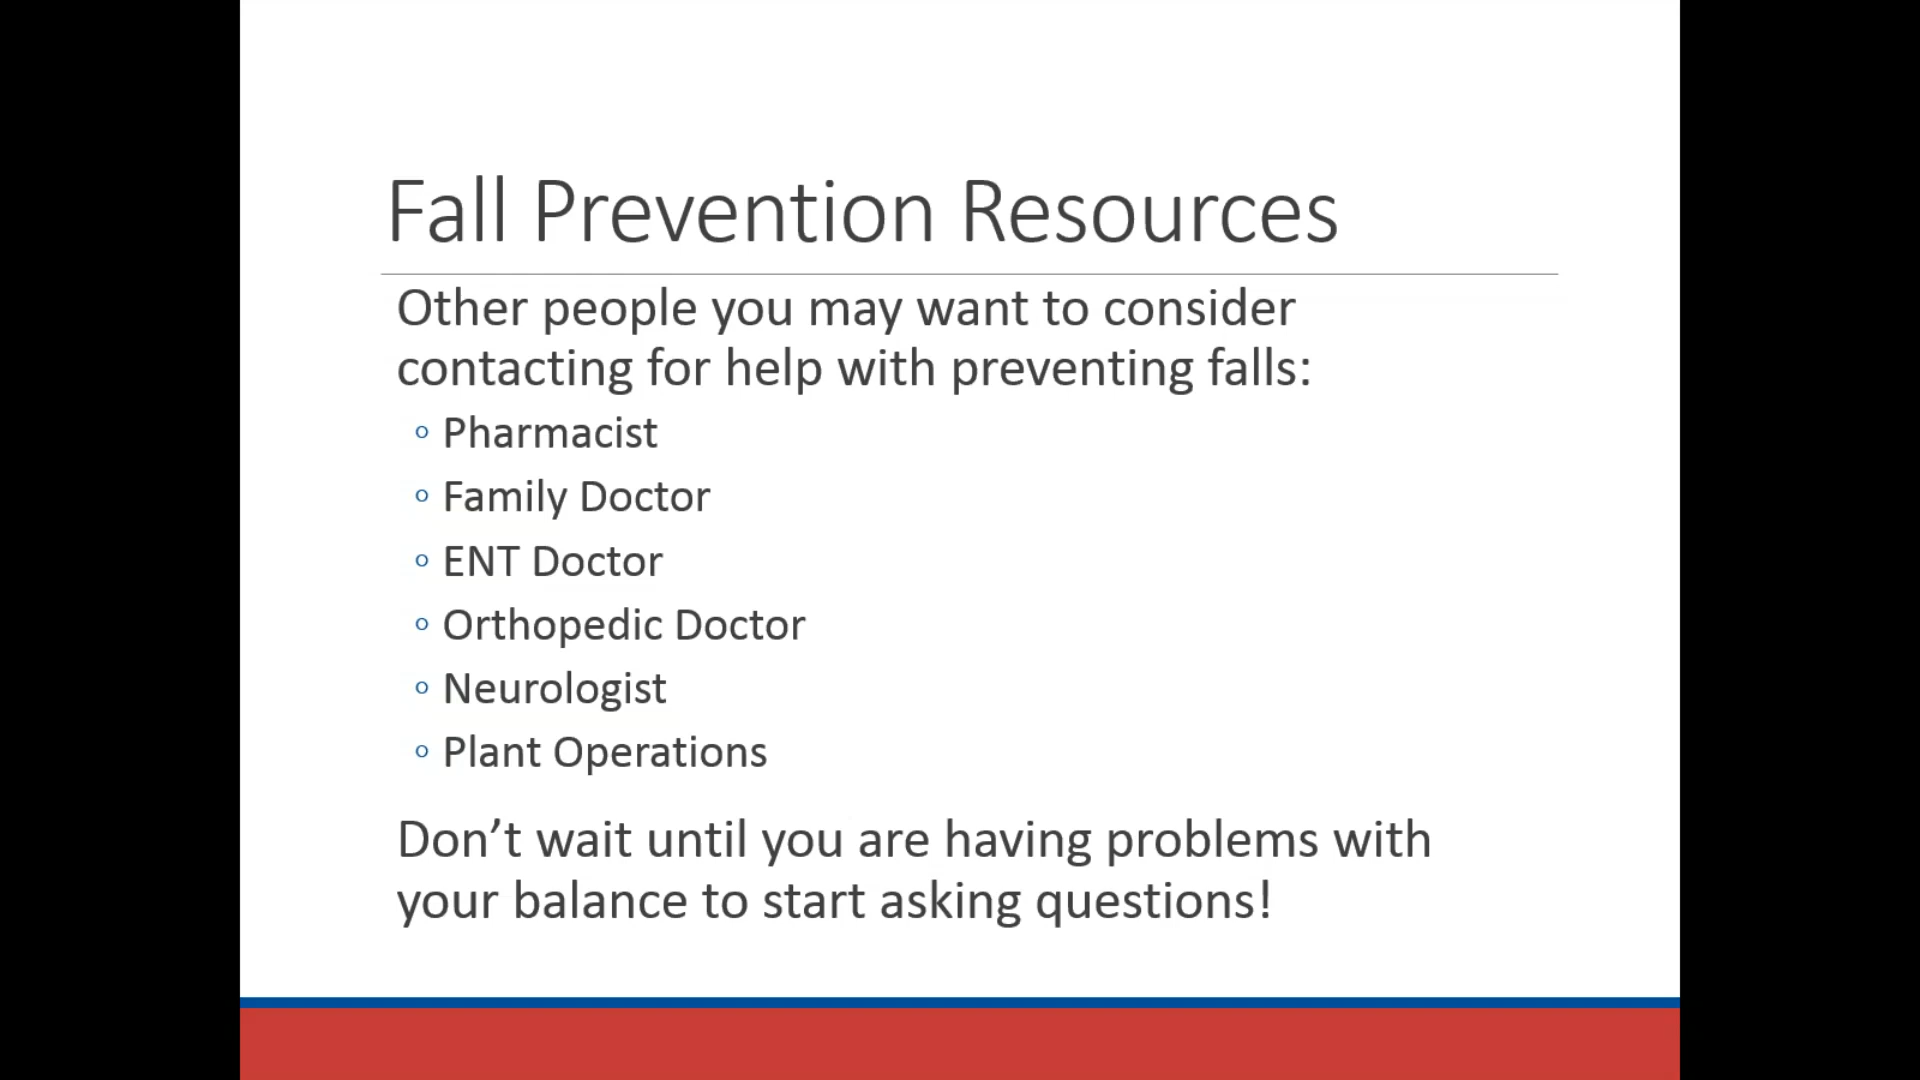 Fall Prevention Resources
Other people you may want to consider
contacting for help with preventing falls:
◦ Pharmacist
◦ Family Doctor
◦ ENT Doctor
◦ Orthopedic Doctor
◦ Neurologist
◦ Plant Operations
Don’t wait until you are having problems with
your balance to start asking questions!